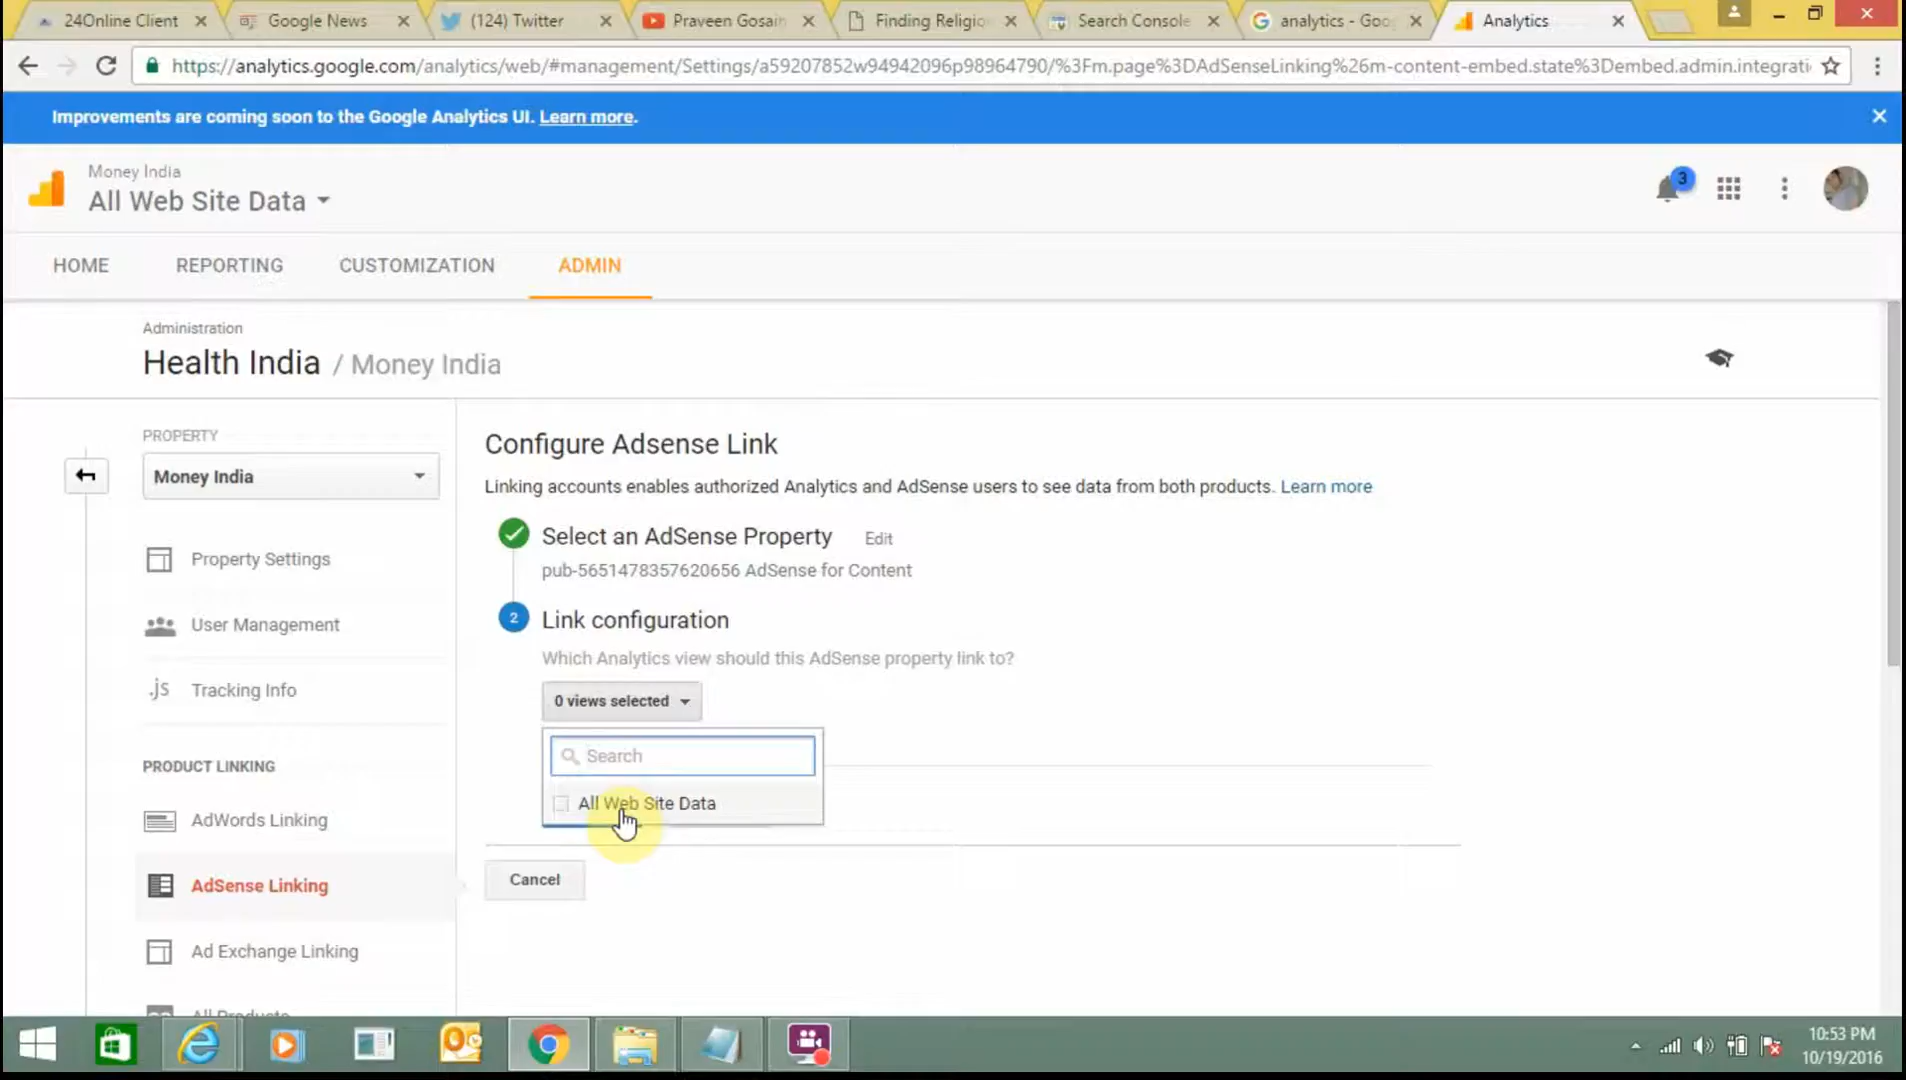 24Online Client
Google News
(124) Twitter
Praveen Gosain
Finding Religio
Search Console
analytics - Goo
Analytics
https://analytics.google.com/analytics/web/#management/Settings/a59207852w94942096p98964790/%3Fm.page%3DAdSenseLinking%26m-content-embed.state%3Dembed.admin.integrati
Improvements are coming soon to the Google Analytics UI. Learn more.
Money India
All Web Site Data
3
HOME
REPORTING
CUSTOMIZATION
ADMIN
Administration
Health India / Money India
PROPERTY
Money India
Property Settings
User Management
.js Tracking Info
PRODUCT LINKING
AdWords Linking
AdSense Linking
Ad Exchange Linking
All Products
Configure Adsense Link
Linking accounts enables authorized Analytics and AdSense users to see data from both products. Learn more
Select an AdSense Property Edit
pub-5651478357620656 AdSense for Content
2 Link configuration
Which Analytics view should this AdSense property link to?
0 views selected
Search
All Web Site Data
Cancel
10:53 PM
10/19/2016